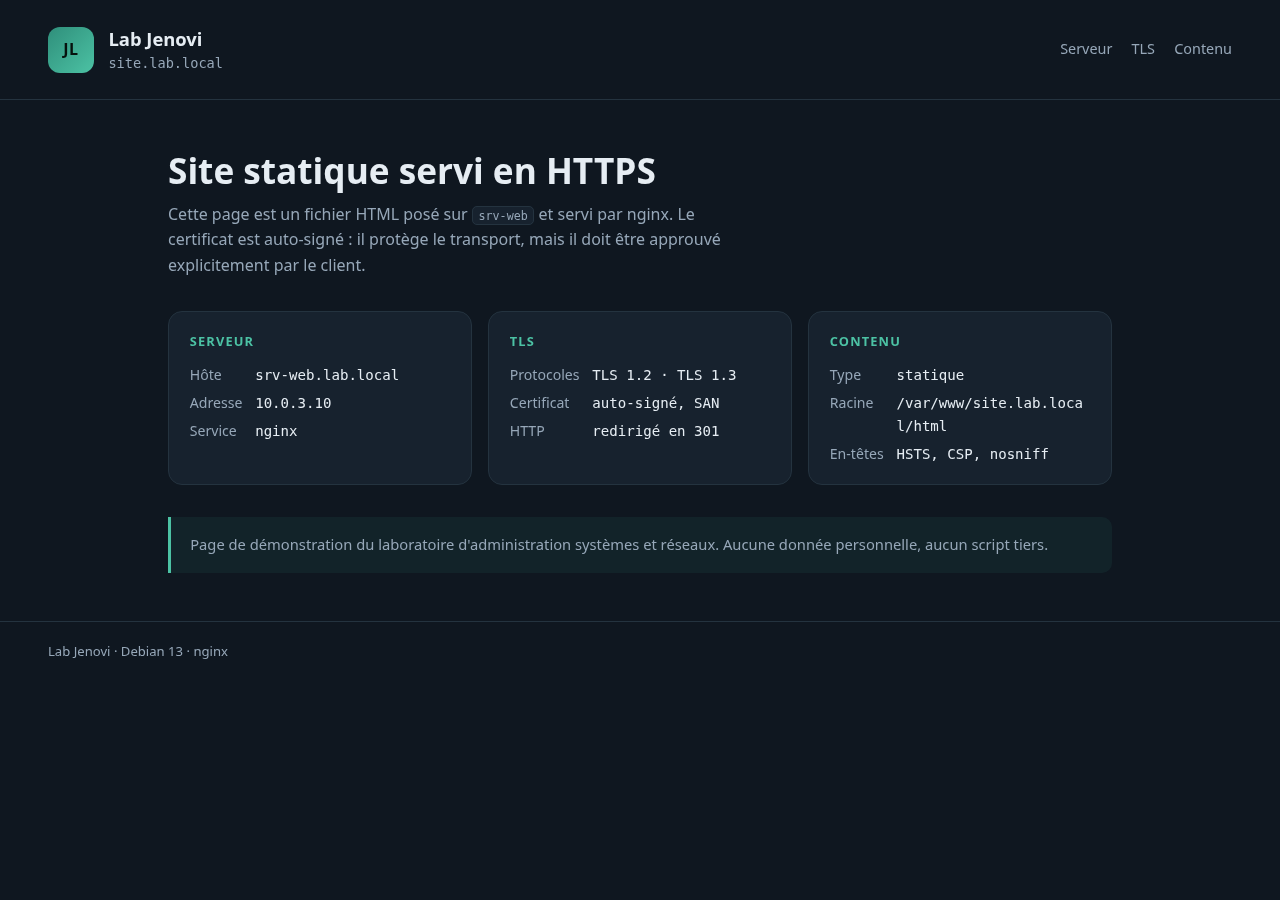 JL
Lab Jenovi
site.lab.local
Serveur TLS Contenu
Site statique servi en HTTPS
Cette page est un fichier HTML posé sur srv-web et servi par nginx. Le
certificat est auto-signé : il protège le transport, mais il doit être approuvé
explicitement par le client.
SERVEUR
Hôte srv-web.lab.local
Adresse 10.0.3.10
Service nginx
TLS
Protocoles TLS 1.2 · TLS 1.3
Certificat auto-signé, SAN
HTTP redirigé en 301
CONTENU
Type statique
Racine /var/www/site.lab.loca
l/html
En-têtes HSTS, CSP, nosniff
Page de démonstration du laboratoire d'administration systèmes et réseaux. Aucune donnée personnelle, aucun script tiers.
Lab Jenovi · Debian 13 · nginx